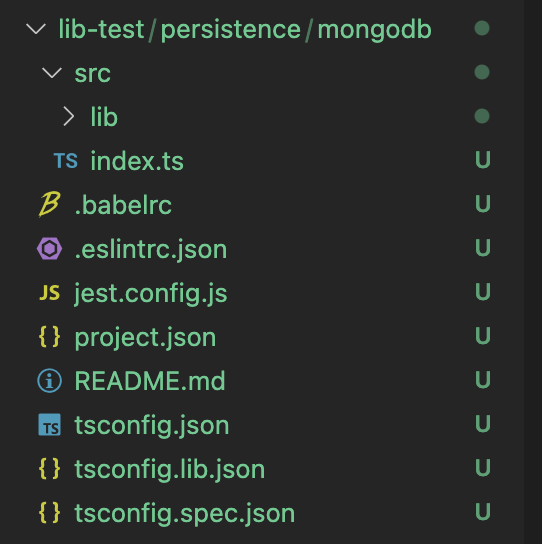 lib-test/persistence/mongodb
src
lib
TS index.ts U
.babelrc U
.eslintrc.json U
JS jest.config.js U
{} project.json U
README.md U
TS tsconfig.json U
{} tsconfig.lib.json U
{} tsconfig.spec.json U